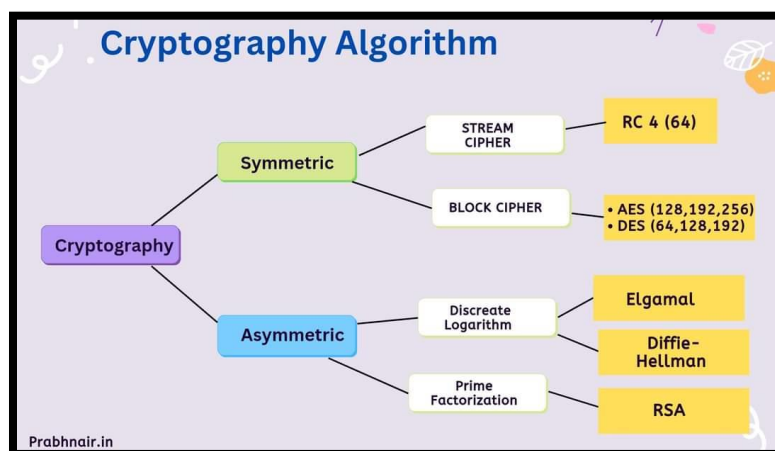 Cryptography Algorithm
STREAM
CIPHER
RC 4 (64)
Symmetric
BLOCK CIPHER
• AES (128,192,256)
• DES (64,128,192)
Cryptography
Asymmetric
Discreate
Logarithm
Elgamal
Diffie-
Hellman
Prime
Factorization
RSA
Prabhnair.in